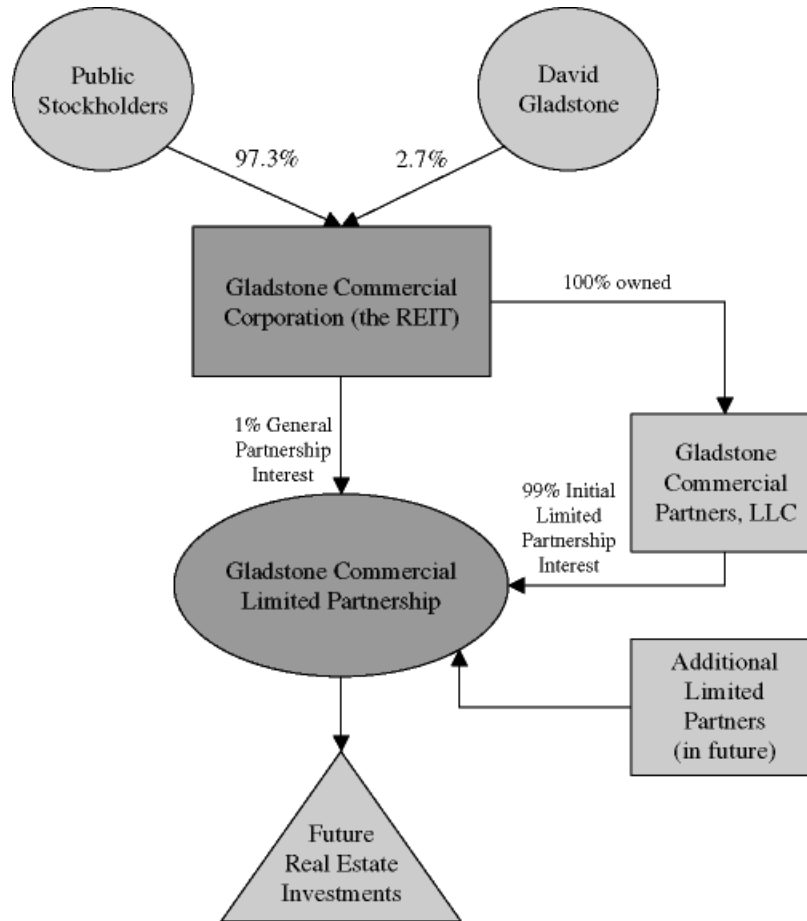 Public
Stockholders
David
Gladstone
97.3%
2.7%
Gladstone Commercial
Corporation (the REIT)
100% owned
1% General
Partnership
Interest
Gladstone
Commercial
Partners, LLC
99% Initial
Limited
Partnership
Interest
Gladstone Commercial
Limited Partnership
Additional
Limited
Partners
(in future)
Future
Real Estate
Investments